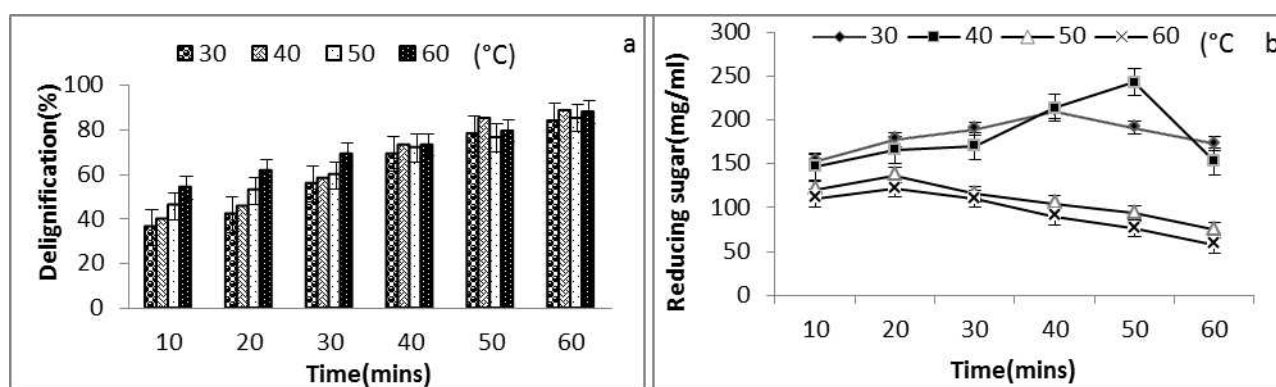 a
30 40 50 60 (°C)
Delignification(%)
100
80
60
40
20
0
10 20 30 40 50 60
Time(mins)
b
30 40 50 60 (°C
Reducing sugar(mg/ml)
300
250
200
150
100
50
0
10 20 30 40 50 60
Time(mins)